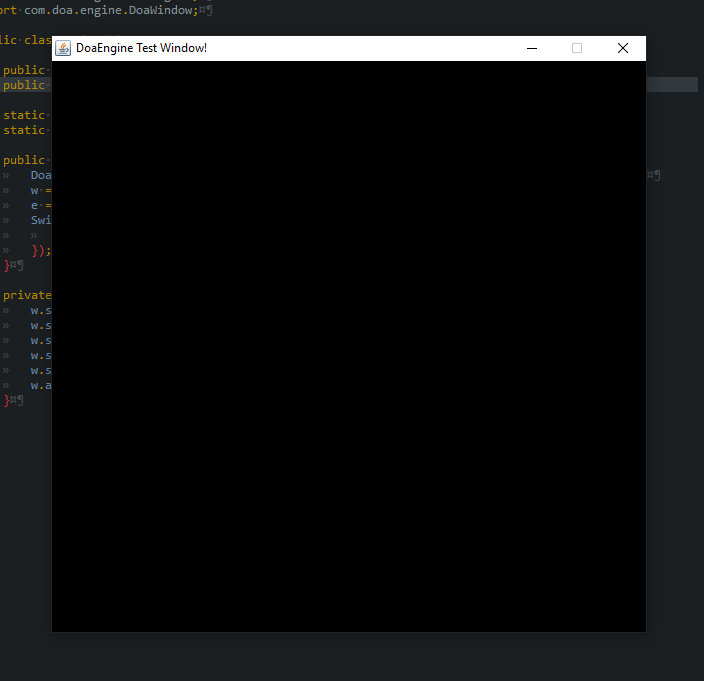 ort com.doa.engine.DoaWindow;¤¶
lic clas
DoaEngine Test Window!
public
public
static
static
public
» Doa ¤¶
» w =
» e =
» Swi
» »
» });
}¤¶
private
» w.s
» w.s
» w.s
» w.s
» w.s
» w.a
}¤¶